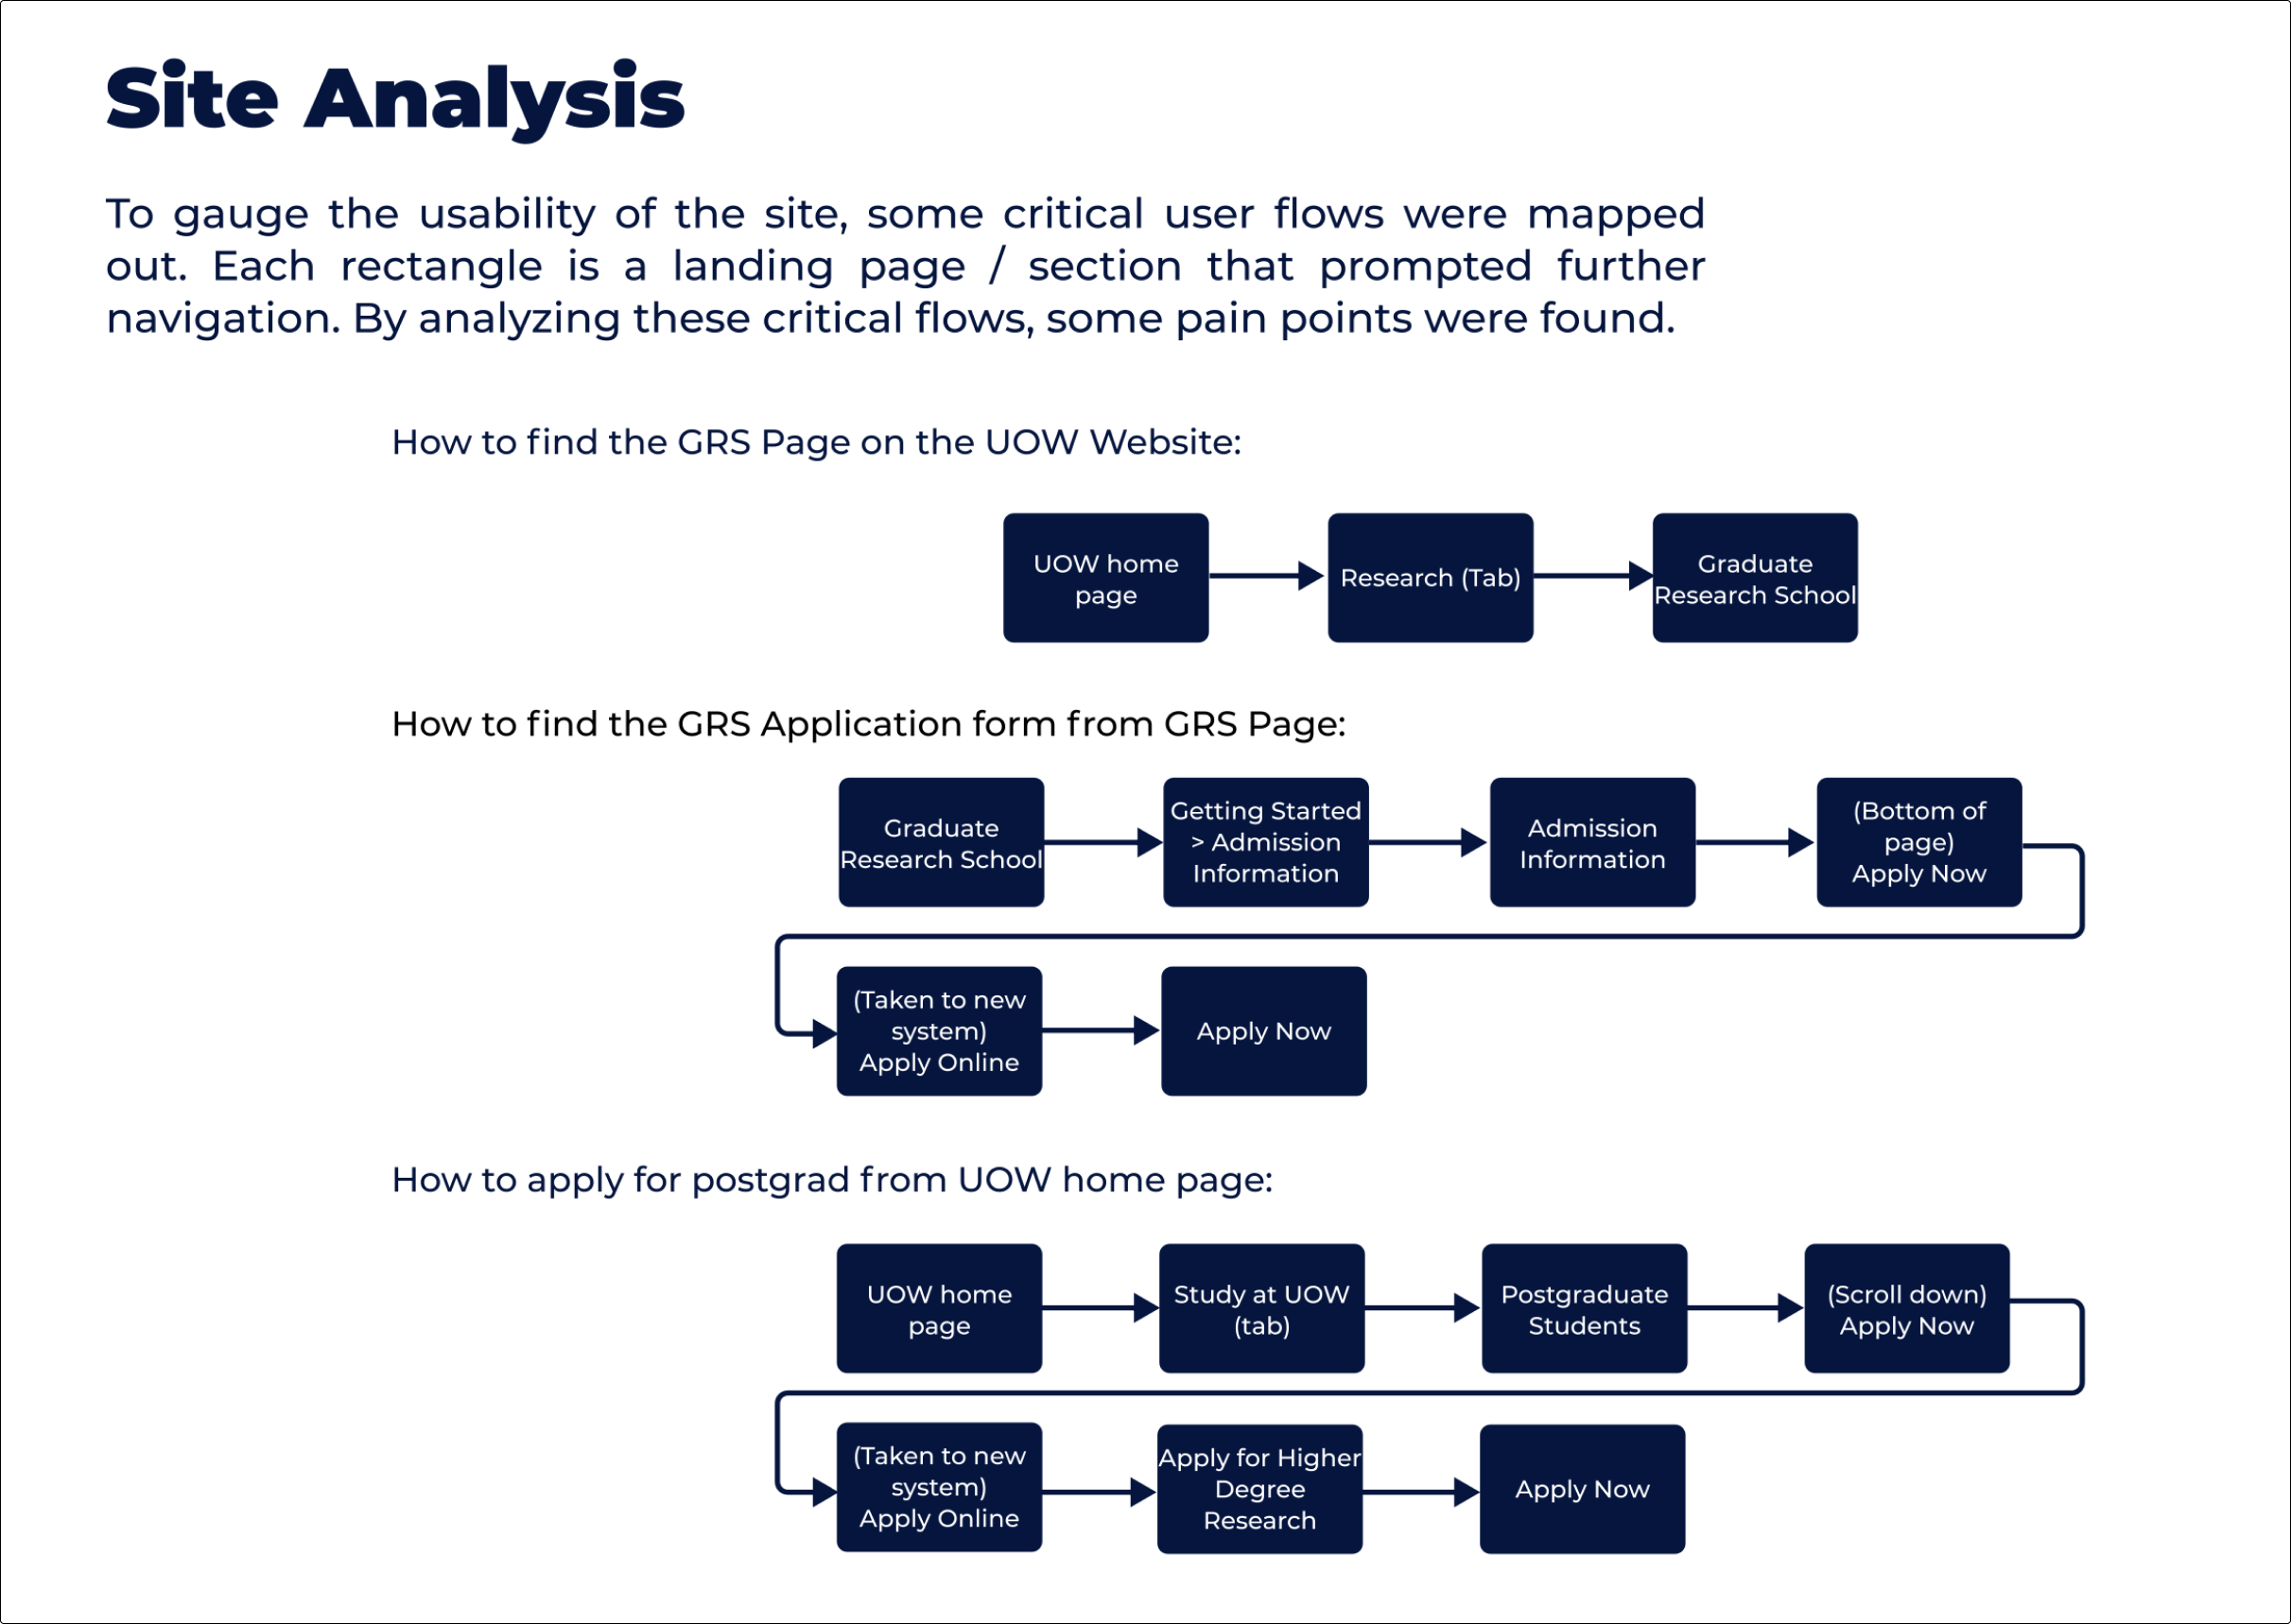 Site Analysis
To gauge the usability of the site, some critical user flows were mapped
out. Each rectangle is a landing page / section that prompted further
navigation. By analyzing these critical flows, some pain points were found.
How to find the GRS Page on the UOW Website:
UOW home
page
Research (Tab)
Graduate
Research School
How to find the GRS Application form from GRS Page:
Graduate
Research School
Getting Started
> Admission
Information
Admission
Information
(Bottom of
page)
Apply Now
(Taken to new
system)
Apply Online
Apply Now
How to apply for postgrad from UOW home page:
UOW home
page
Study at UOW
(tab)
Postgraduate
Students
(Scroll down)
Apply Now
(Taken to new
system)
Apply Online
Apply for Higher
Degree
Research
Apply Now